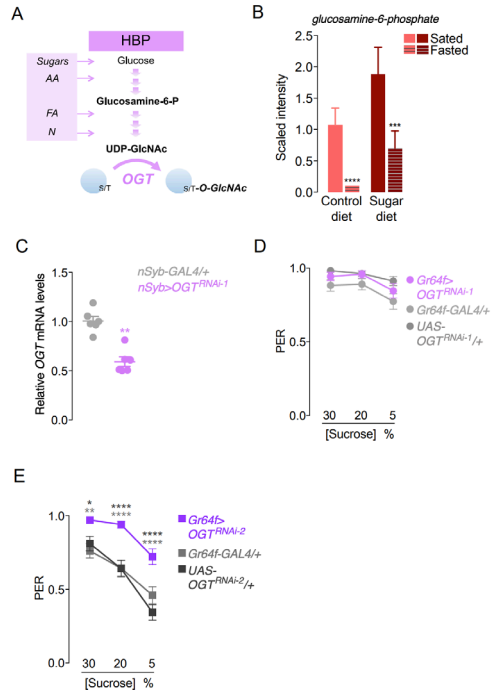 A
HBP
Sugars
AA
FA
N
Glucose
Glucosamine-6-P
UDP-GlcNAc
S/T
OGT
S/T-O-GlcNAc
B
glucosamine-6-phosphate
Sated
Fasted
Scaled intensity
2.5
2.0
1.5
1.0
0.5
0.0
****
***
Control
diet
Sugar
diet
C
nSyb-GAL4/+
nSyb>OGT RNAi-1
Relative OGT mRNA levels
1.5
1.0
0.5
0.0
**
D
PER
1.0
0.5
1.0
Gr64f>
OGT RNAi-1
Gr64f-GAL4/+
UAS-
OGT RNAi-1/+
30 20 5
[Sucrose] %
E
PER
1.0
0.5
0.0
* **** ****
** **** ****
Gr64f>
OGT RNAi-2
Gr64f-GAL4/+
UAS-
OGT RNAi-2/+
30 20 5
[Sucrose] %